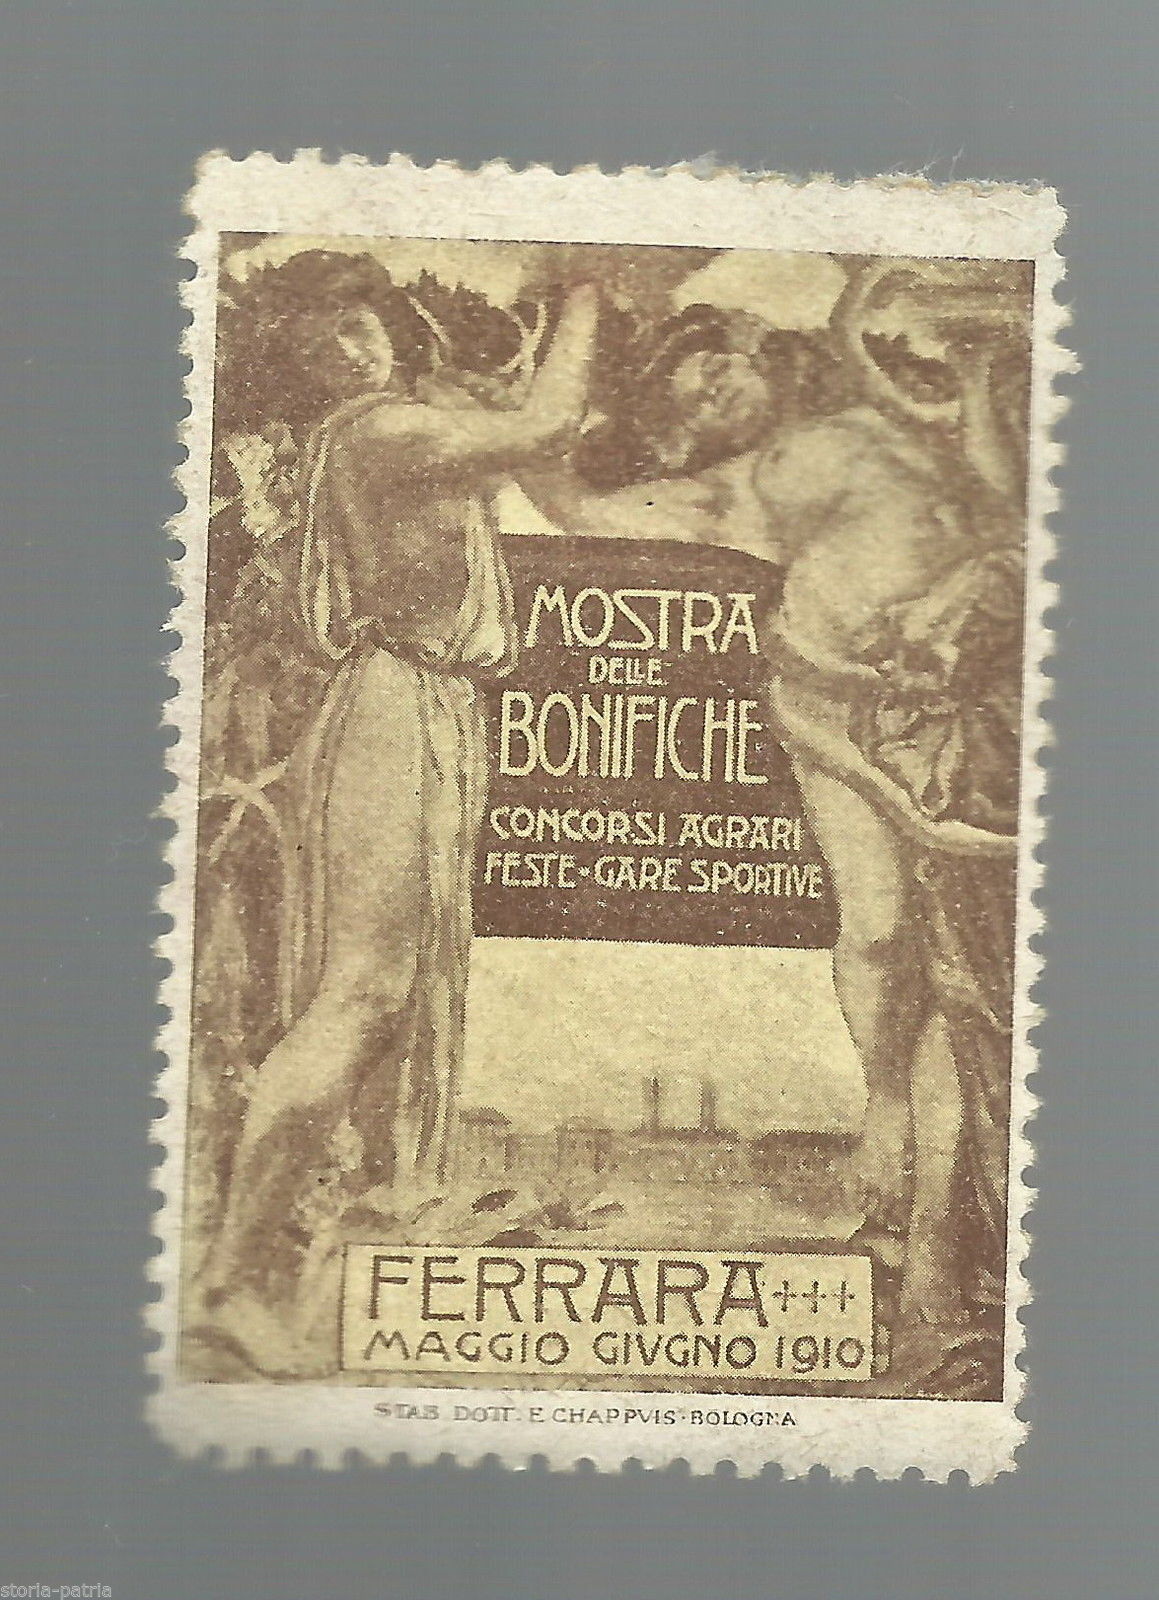 MOSTRA
DELLE
BONIFICHE
CONCORSI AGRARI
FESTE·GARE SPORTIVE
FERRARA+++
MAGGIO GIVGNO 1910
STAB. DOTT. E CHAPPVIS·BOLOGNA
storia-patria